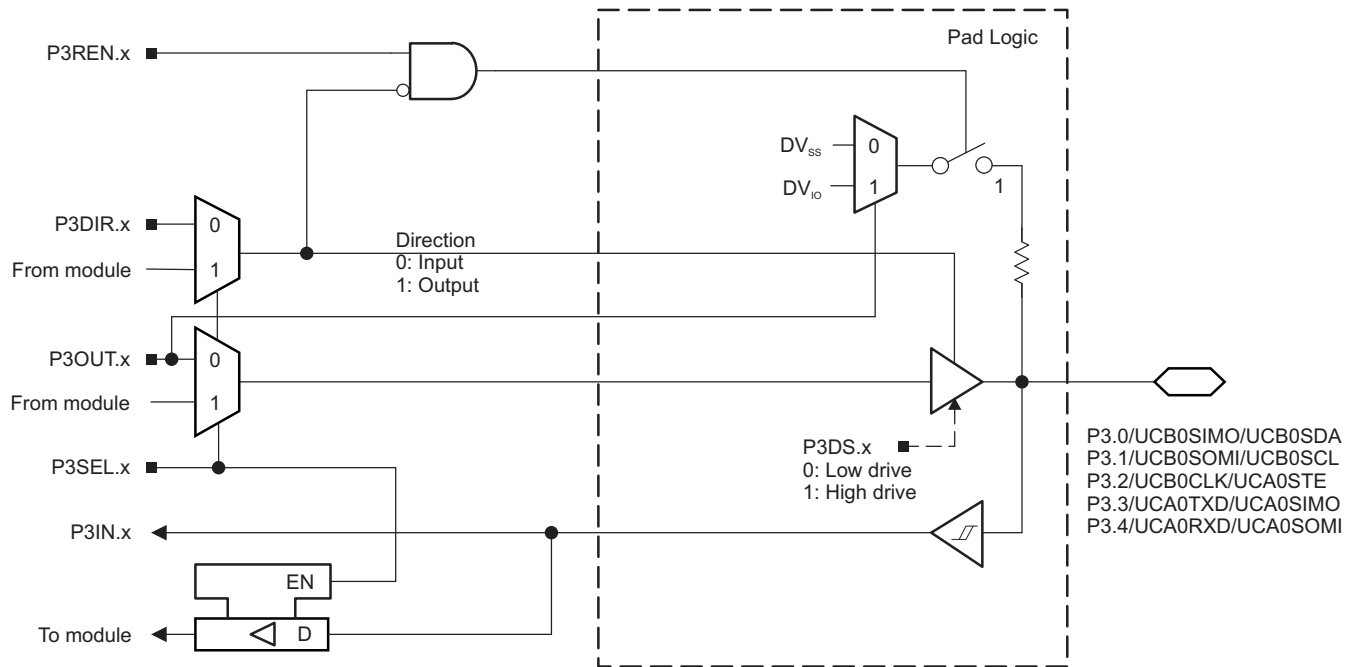 Pad Logic
P3REN.x
DVSS
0
DVIO
1
1
P3DIR.x
0
From module
1
Direction
0: Input
1: Output
P3OUT.x
0
From module
1
P3DS.x
0: Low drive
1: High drive
P3.0/UCB0SIMO/UCB0SDA
P3.1/UCB0SOMI/UCB0SCL
P3.2/UCB0CLK/UCA0STE
P3.3/UCA0TXD/UCA0SIMO
P3.4/UCA0RXD/UCA0SOMI
P3SEL.x
P3IN.x
EN
To module
D